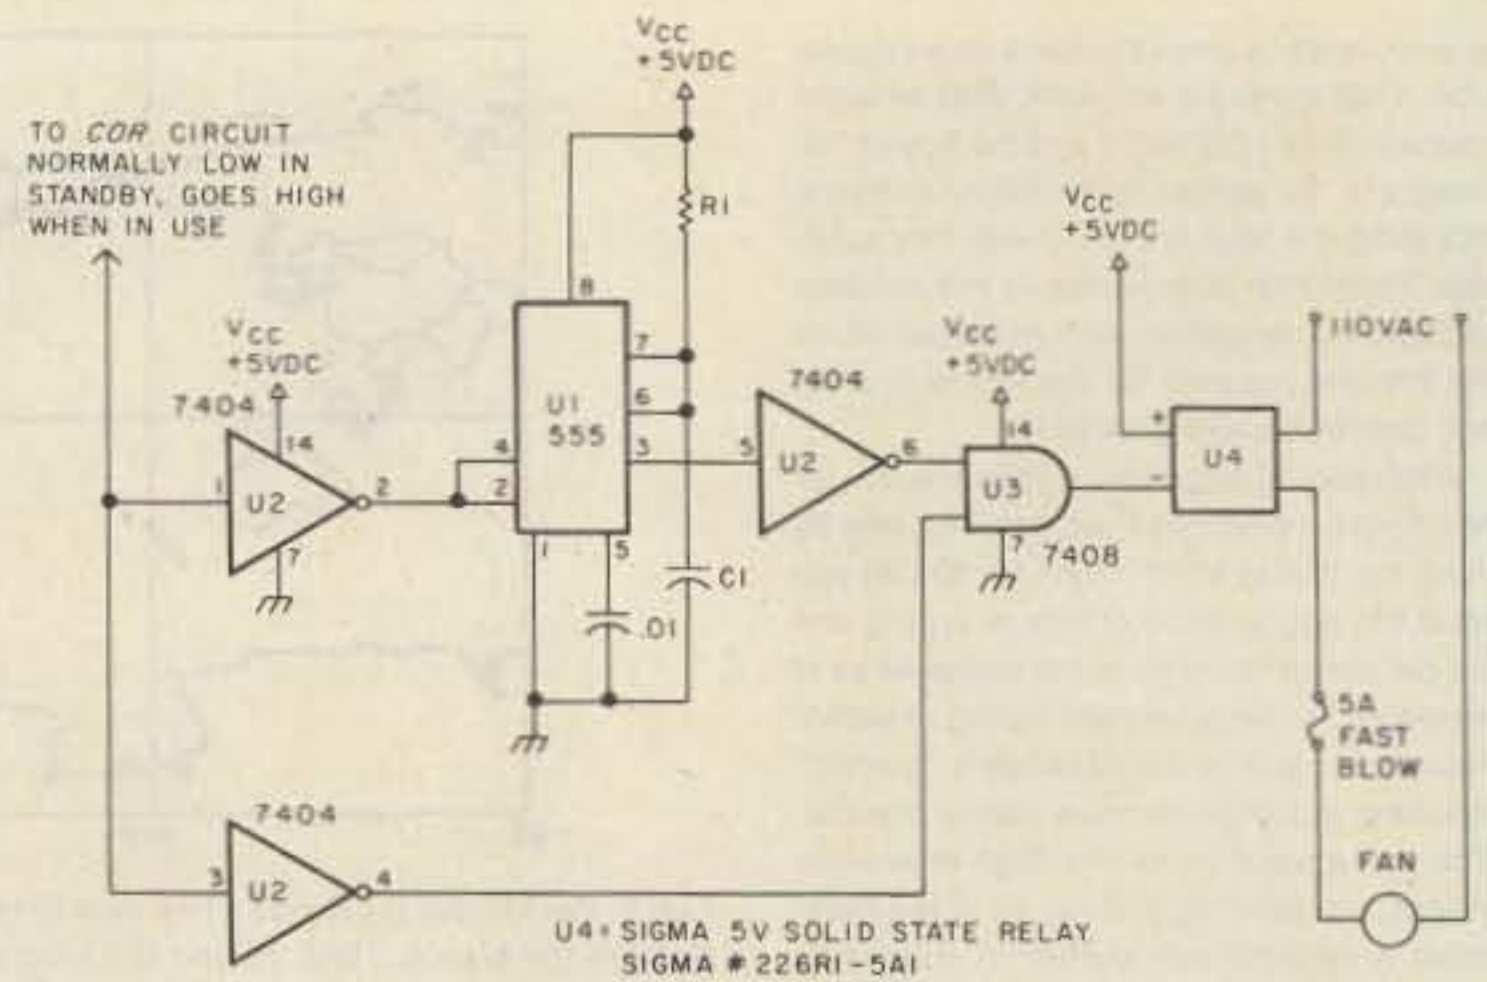 VCC
+5VDC
TO COR CIRCUIT
NORMALLY LOW IN
STANDBY, GOES HIGH
WHEN IN USE
R1
VCC
+5VDC
8
VCC
+5VDC
7404
14
1
U2
2
7
4
2
U1
555
7
6
3
1
5
.01
C1
7404
5
U2
6
VCC
+5VDC
14
U3
7
7408
110VAC
+
-
U4
5A
FAST
BLOW
FAN
7404
3
U2
4
U4= SIGMA 5V SOLID STATE RELAY
SIGMA # 226R1-5A1